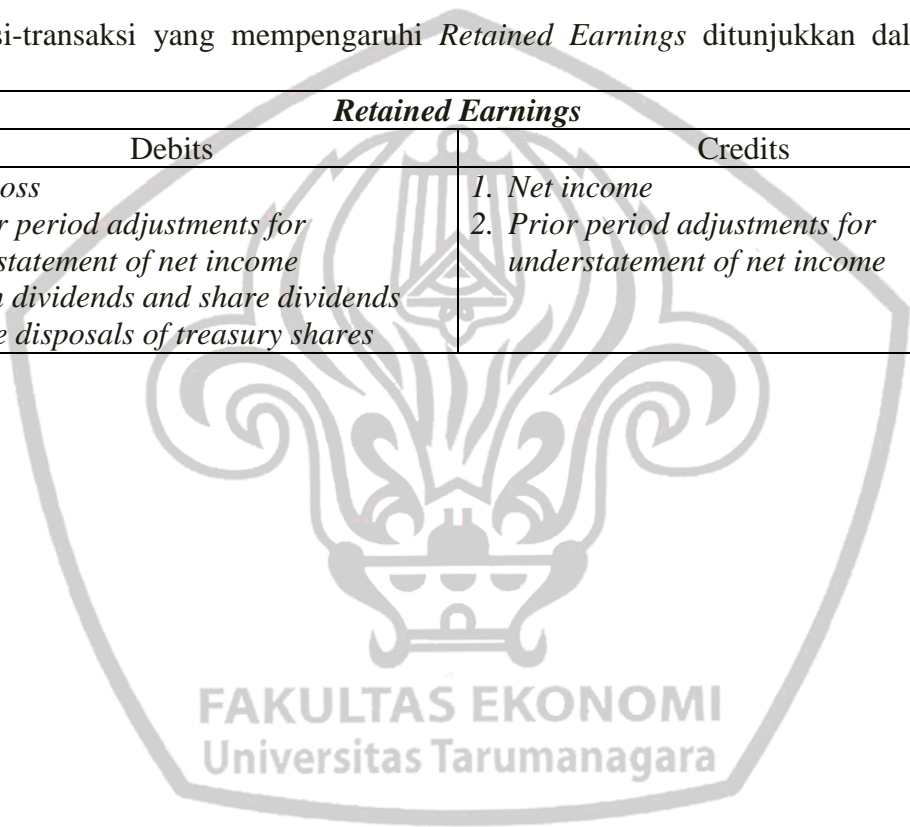 si-transaksi yang mempengaruhi Retained Earnings ditunjukkan dal
Retained Earnings
Debits Credits
oss 1. Net income
r period adjustments for 2. Prior period adjustments for
statement of net income understatement of net income
dividends and share dividends
e disposals of treasury shares
FAKULTAS EKONOMI
Universitas Tarumanagara